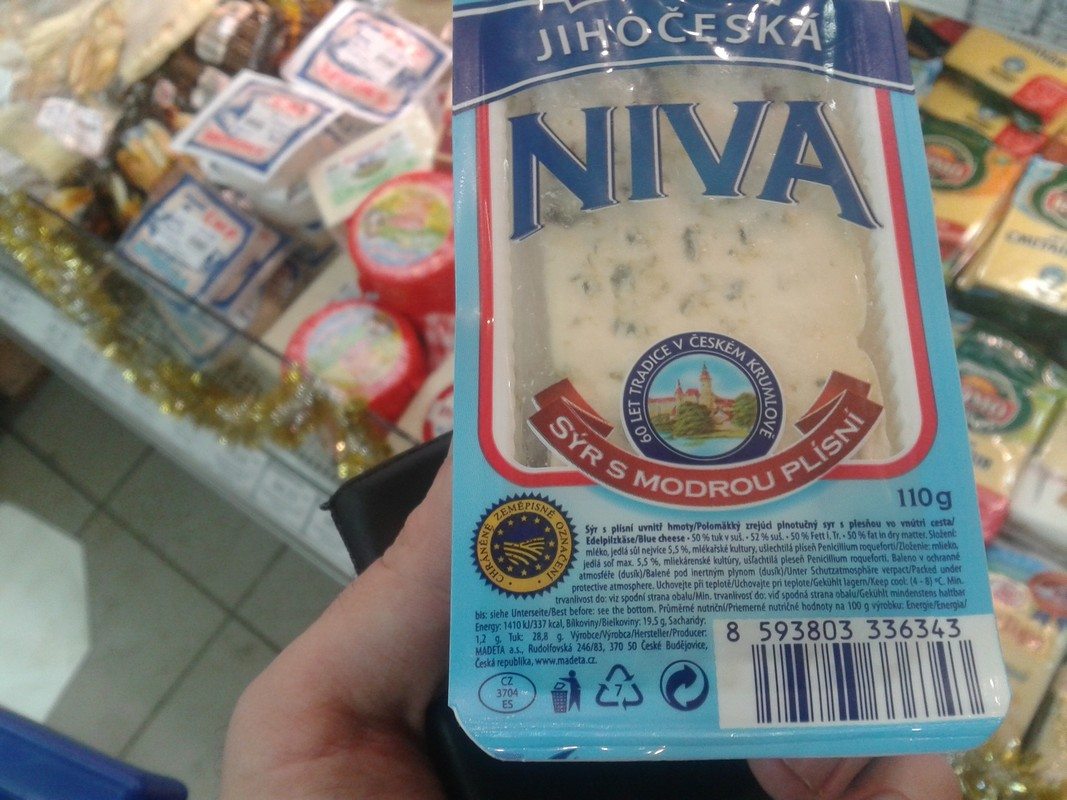 JIHOČESKÁ
NIVA
60 LET TRADICE V ČESKÉM KRUMLOVĚ
SÝR S MODROU PLÍSNÍ
110g
CHRÁNĚNÉ ZEMĚPISNÉ OZNAČENÍ
Sýr s plísní uvnitř hmoty/Polomäkký zrejúci plnotučný syr s plesňou vo vnútri cesta/
Edelpilzkäse/Blue cheese - 50 % tuk v suš. - 52 % suš. - 50 % Fett i. Tr. - 50 % fat in dry matter. Složení:
mléko, jedlá sůl nejvíce 5,5 %, mlékařské kultury, ušlechtilá plíseň Penicillium roqueforti/Zloženie: mlieko,
jedlá soľ max. 5,5 %, mliekárenské kultúry, ušľachtilá pleseň Penicillium roqueforti. Baleno v ochranné
atmosféře (dusík)/Balené pod inertným plynom (dusík)/Unter Schutzatmosphäre verpact/Packed under
protective atmosphere. Uchovejte při teplotě/Uchovajte pri teplote/Gekühlt lagern/Keep cool: (4 - 8) °C. Min.
trvanlivost do: viz spodní strana obalu/Min. trvanlivosť do: viď spodná strana obalu/Gekühlt mindenstens haltbar
bis: siehe Unterseite/Best before: see the bottom. Průměrné nutriční/Priemerné nutričné hodnoty na 100 g výrobku: Energie/Energia/
Energy: 1410 kJ/337 kcal, Bílkoviny/Bielkoviny: 19,5 g, Sacharidy:
1,2 g, Tuk: 28,8 g. Výrobce/Výrobca/Hersteller/Producer:
MADETA a.s., Rudolfovská 246/83, 370 50 České Budějovice,
Česká republika, www.madeta.cz.
8 593803 336343
CZ
3704
ES
7